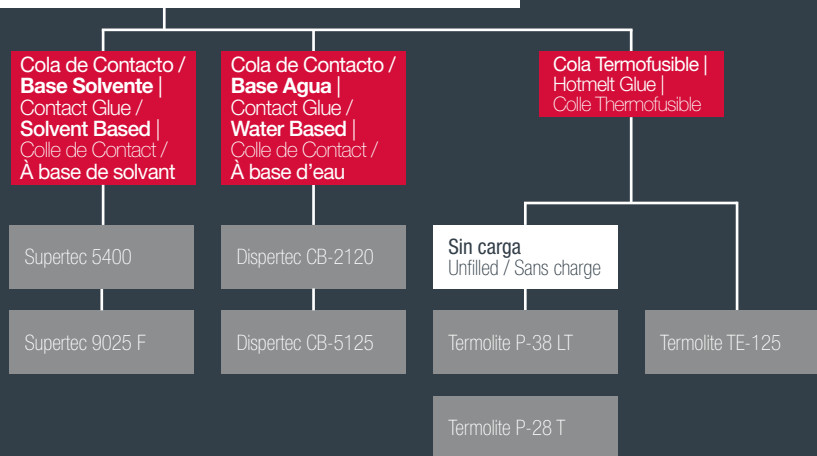 Cola de Contacto /
Base Solvente |
Contact Glue /
Solvent Based |
Colle de Contact /
À base de solvant
Cola de Contacto /
Base Agua |
Contact Glue /
Water Based |
Colle de Contact /
À base d'eau
Cola Termofusible |
Hotmelt Glue |
Colle Thermofusible
Supertec 5400
Dispertec CB-2120
Sin carga
Unfilled / Sans charge
Supertec 9025 F
Dispertec CB-5125
Termolite P-38 LT
Termolite TE-125
Termolite P-28 T